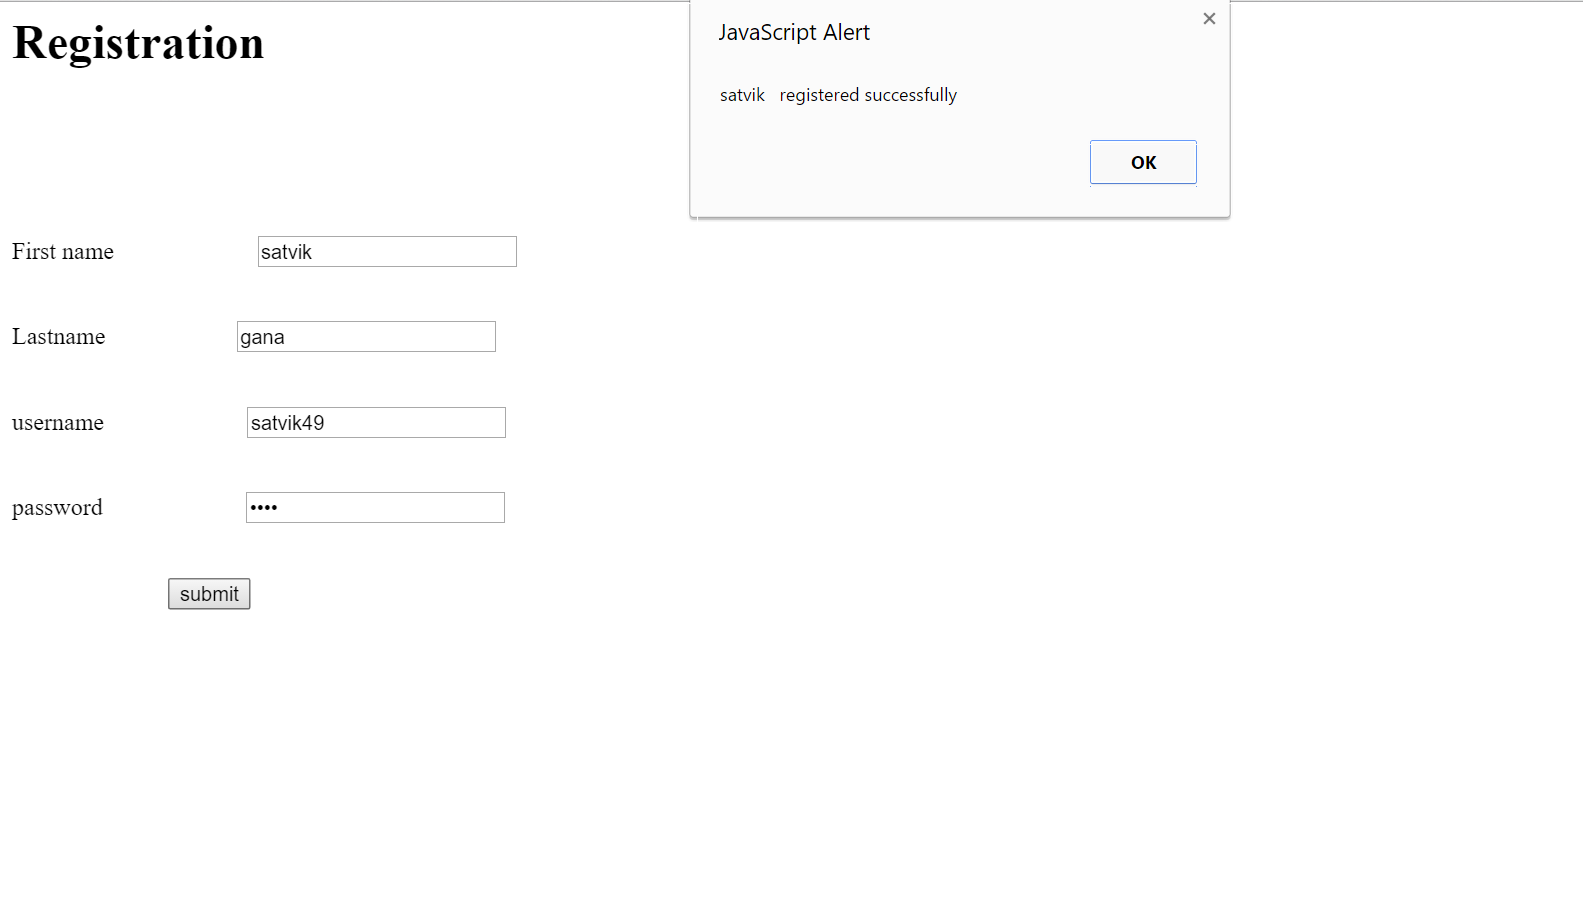 Registration
JavaScript Alert
×
satvik registered successfully
OK
First name satvik
Lastname gana
username satvik49
password ••••
submit